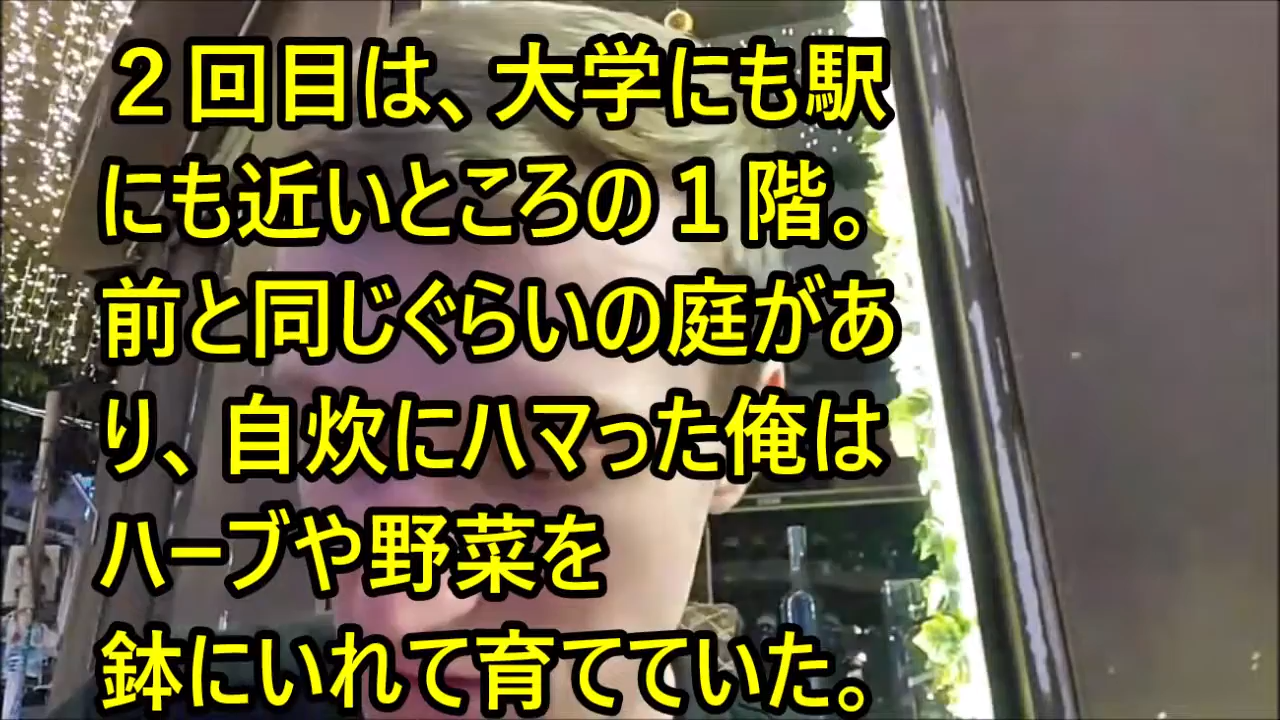 ２回目は、大学にも駅
にも近いところの１階。
前と同じぐらいの庭があ
り、自炊にハマった俺は
ハーブや野菜を
鉢にいれて育てていた。